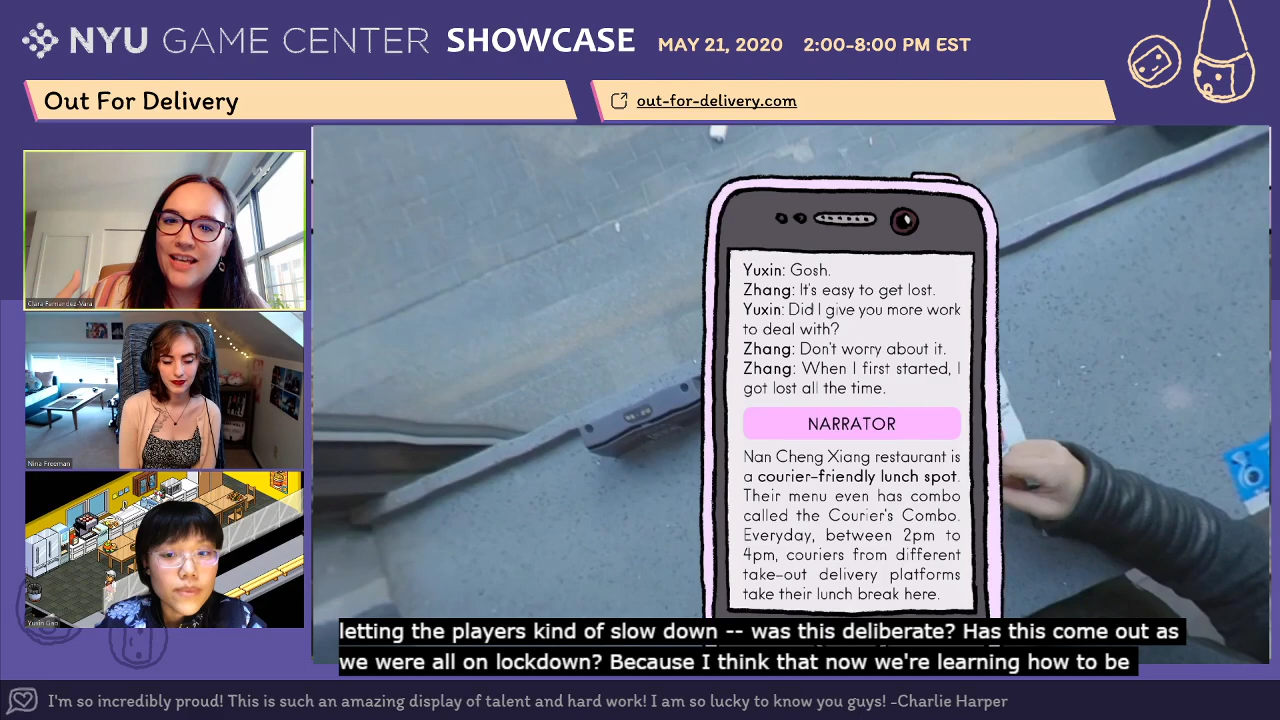 NYU GAME CENTER SHOWCASE MAY 21, 2020 2:00-8:00 PM EST
Out For Delivery
out-for-delivery.com
Clara Fernandez-Vara
Nina Freeman
Yuxin Gao
Yuxin: Gosh.
Zhang: It's easy to get lost.
Yuxin: Did I give you more work
to deal with?
Zhang: Don't worry about it.
Zhang: When I first started, I
got lost all the time.
NARRATOR
Nan Cheng Xiang restaurant is
a courier-friendly lunch spot.
Their menu even has combo
called the Courier's Combo.
Everyday, between 2pm to
4pm, couriers from different
take-out delivery platforms
take their lunch break here.
letting the players kind of slow down -- was this deliberate? Has this come out as
we were all on lockdown? Because I think that now we're learning how to be
I'm so incredibly proud! This is such an amazing display of talent and hard work! I am so lucky to know you guys! -Charlie Harper